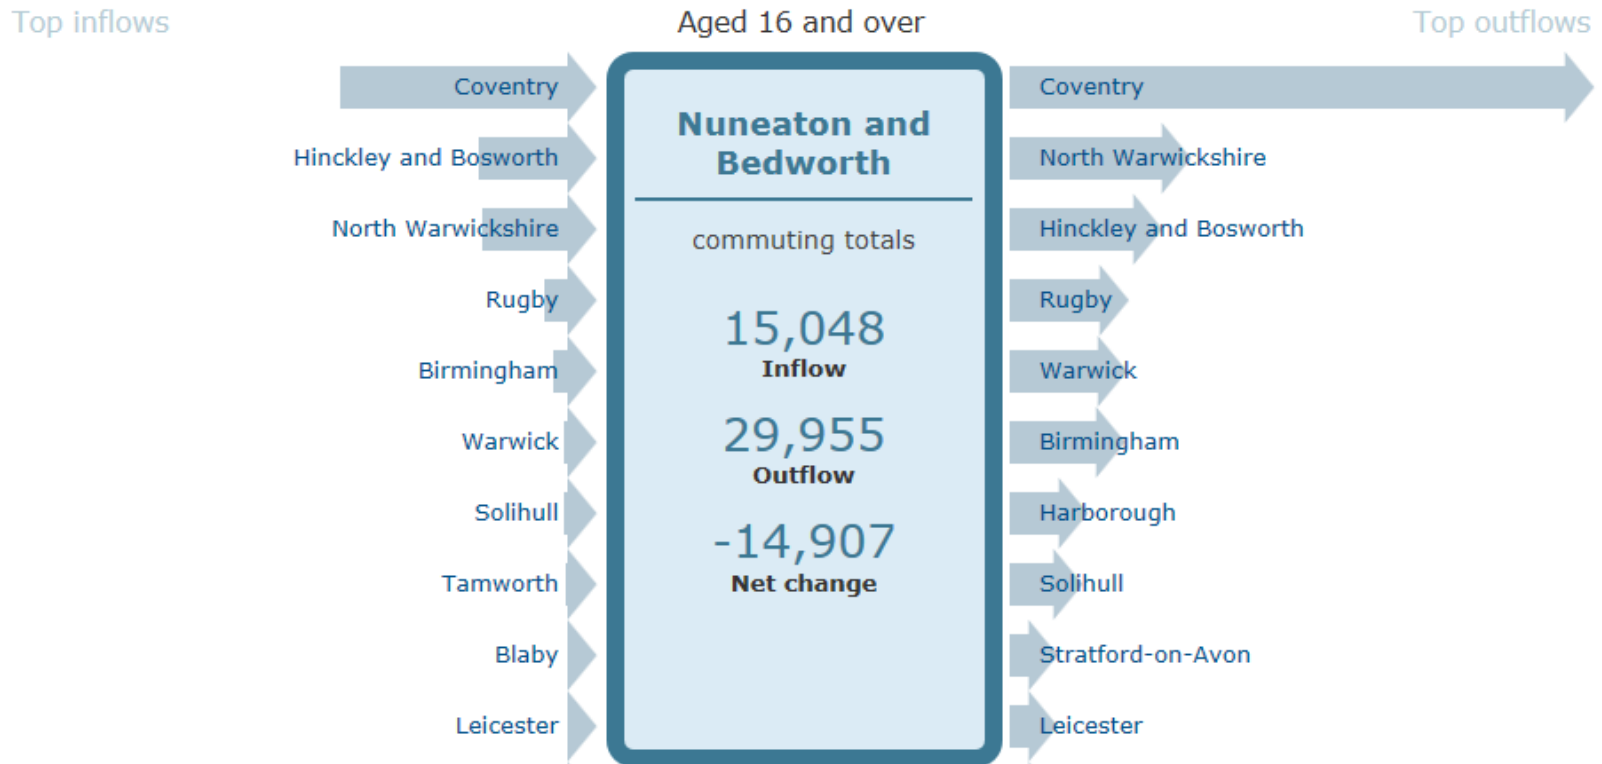 Top inflows
Aged 16 and over
Top outflows
Coventry
Hinckley and Bosworth
North Warwickshire
Rugby
Birmingham
Warwick
Solihull
Tamworth
Blaby
Leicester
Nuneaton and
Bedworth
commuting totals
15,048
Inflow
29,955
Outflow
-14,907
Net change
Coventry
North Warwickshire
Hinckley and Bosworth
Rugby
Warwick
Birmingham
Harborough
Solihull
Stratford-on-Avon
Leicester